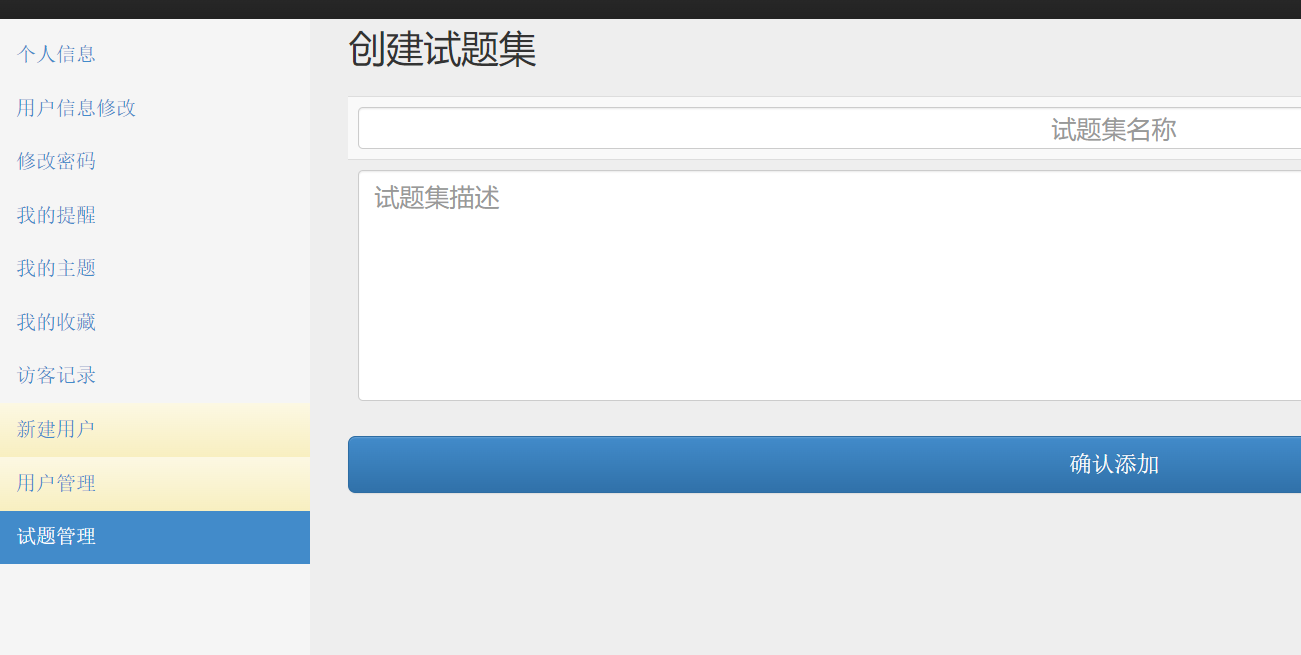 个人信息
用户信息修改
修改密码
我的提醒
我的主题
我的收藏
访客记录
新建用户
用户管理
试题管理
创建试题集
试题集名称
试题集描述
确认添加